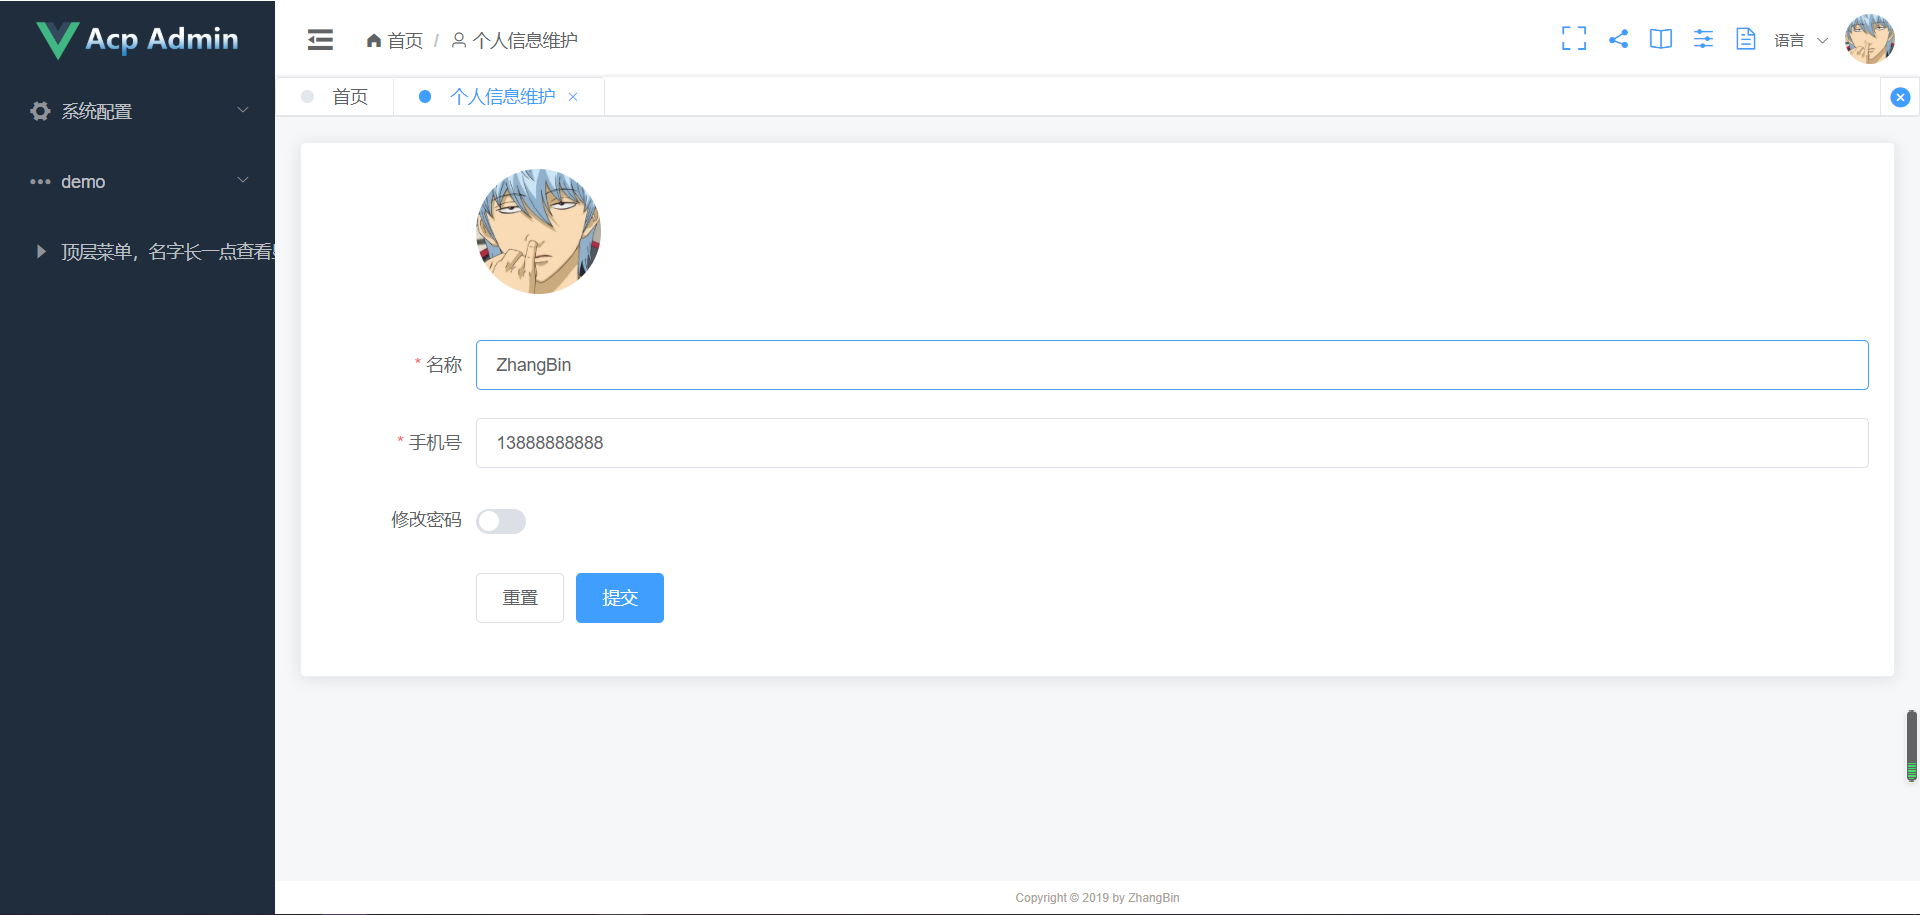 Acp Admin
首页 / 个人信息维护
语言
首页
个人信息维护
系统配置
demo
顶层菜单，名字长一点查看
* 名称
ZhangBin
* 手机号
13888888888
修改密码
重置
提交
Copyright © 2019 by ZhangBin